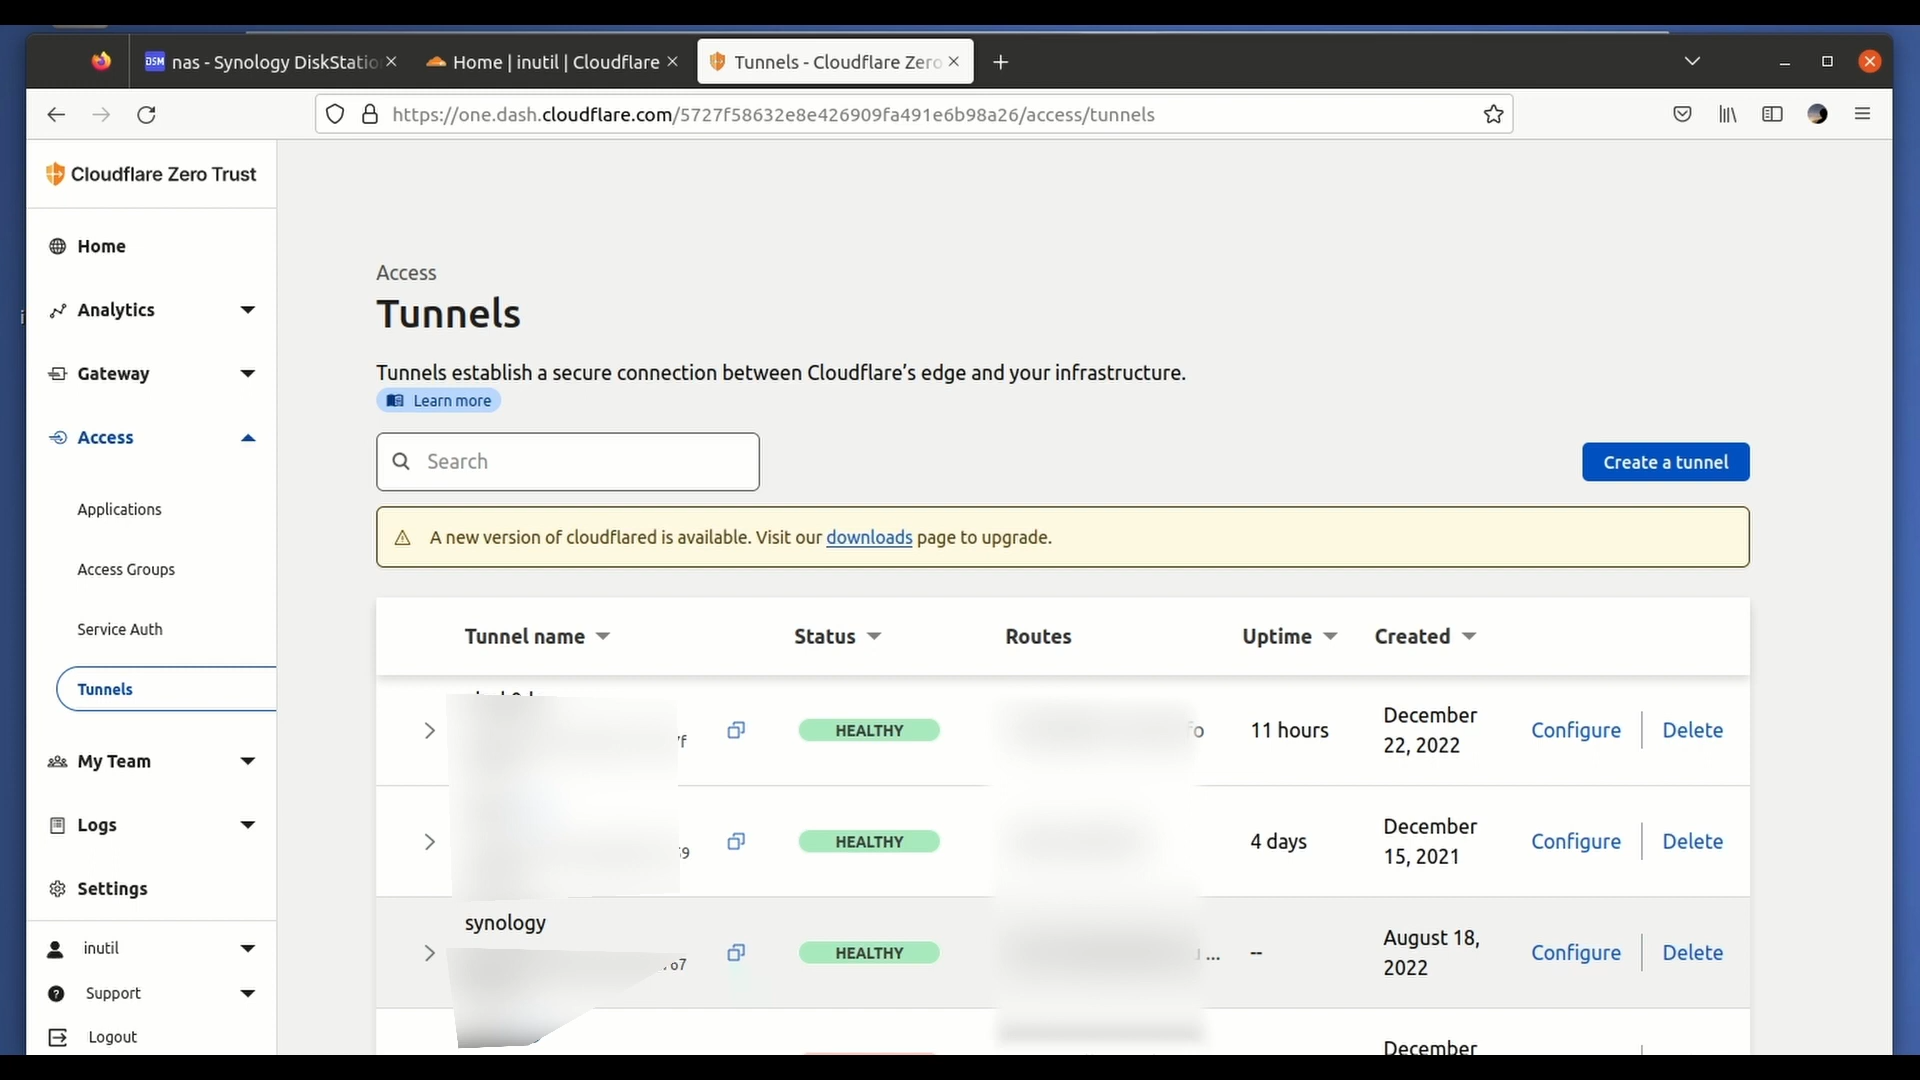 nas - Synology DiskStatio
Home | inutil | Cloudflare
Tunnels - Cloudflare Zero
https://one.dash.cloudflare.com/5727f58632e8e426909fa491e6b98a26/access/tunnels
Cloudflare Zero Trust
Home
Analytics
Gateway
Access
Applications
Access Groups
Service Auth
Tunnels
My Team
Logs
Settings
inutil
Support
Logout
Access
Tunnels
Tunnels establish a secure connection between Cloudflare’s edge and your infrastructure.
Learn more
Search
Create a tunnel
A new version of cloudflared is available. Visit our downloads page to upgrade.
Tunnel name Status Routes Uptime Created
HEALTHY 11 hours December 22, 2022 Configure Delete
HEALTHY 4 days December 15, 2021 Configure Delete
synology
HEALTHY ... -- August 18, 2022 Configure Delete
December